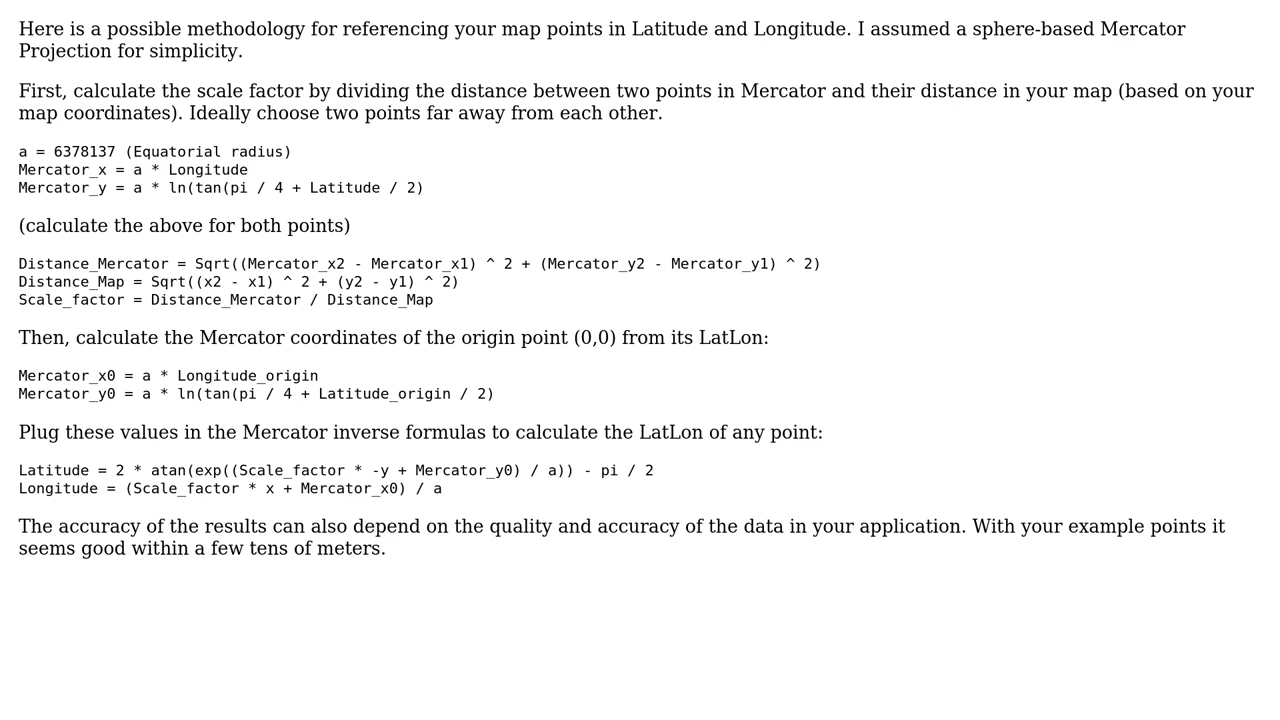 Here is a possible methodology for referencing your map points in Latitude and Longitude. I assumed a sphere-based Mercator
Projection for simplicity.
First, calculate the scale factor by dividing the distance between two points in Mercator and their distance in your map (based on your
map coordinates). Ideally choose two points far away from each other.
a = 6378137 (Equatorial radius)
Mercator_x = a * Longitude
Mercator_y = a * ln(tan(pi / 4 + Latitude / 2)
(calculate the above for both points)
Distance_Mercator = Sqrt((Mercator_x2 - Mercator_x1) ^ 2 + (Mercator_y2 - Mercator_y1) ^ 2)
Distance_Map = Sqrt((x2 - x1) ^ 2 + (y2 - y1) ^ 2)
Scale_factor = Distance_Mercator / Distance_Map
Then, calculate the Mercator coordinates of the origin point (0,0) from its LatLon:
Mercator_x0 = a * Longitude_origin
Mercator_y0 = a * ln(tan(pi / 4 + Latitude_origin / 2)
Plug these values in the Mercator inverse formulas to calculate the LatLon of any point:
Latitude = 2 * atan(exp((Scale_factor * -y + Mercator_y0) / a)) - pi / 2
Longitude = (Scale_factor * x + Mercator_x0) / a
The accuracy of the results can also depend on the quality and accuracy of the data in your application. With your example points it
seems good within a few tens of meters.